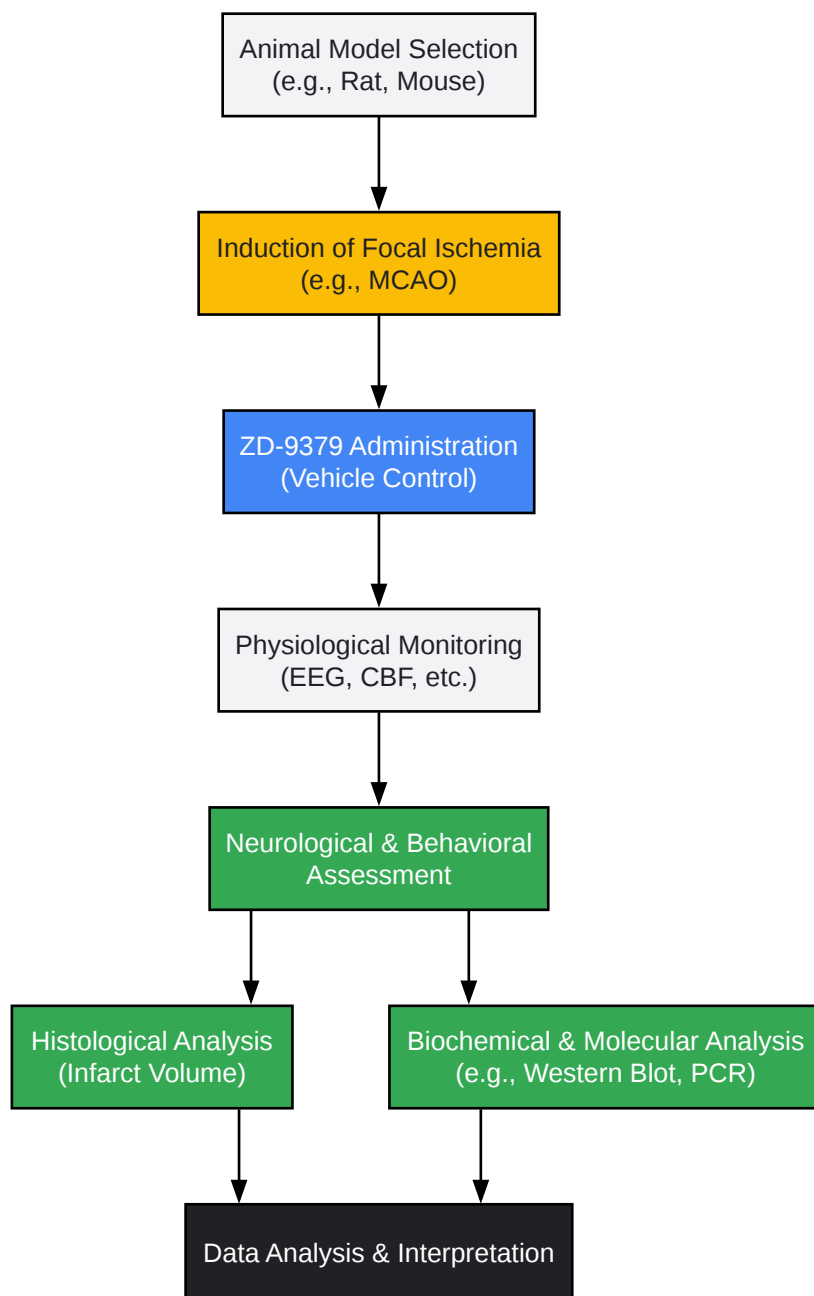 Animal Model Selection
(e.g., Rat, Mouse)
Induction of Focal Ischemia
(e.g., MCAO)
ZD-9379 Administration
(Vehicle Control)
Physiological Monitoring
(EEG, CBF, etc.)
Neurological & Behavioral
Assessment
Histological Analysis
(Infarct Volume)
Biochemical & Molecular Analysis
(e.g., Western Blot, PCR)
Data Analysis & Interpretation